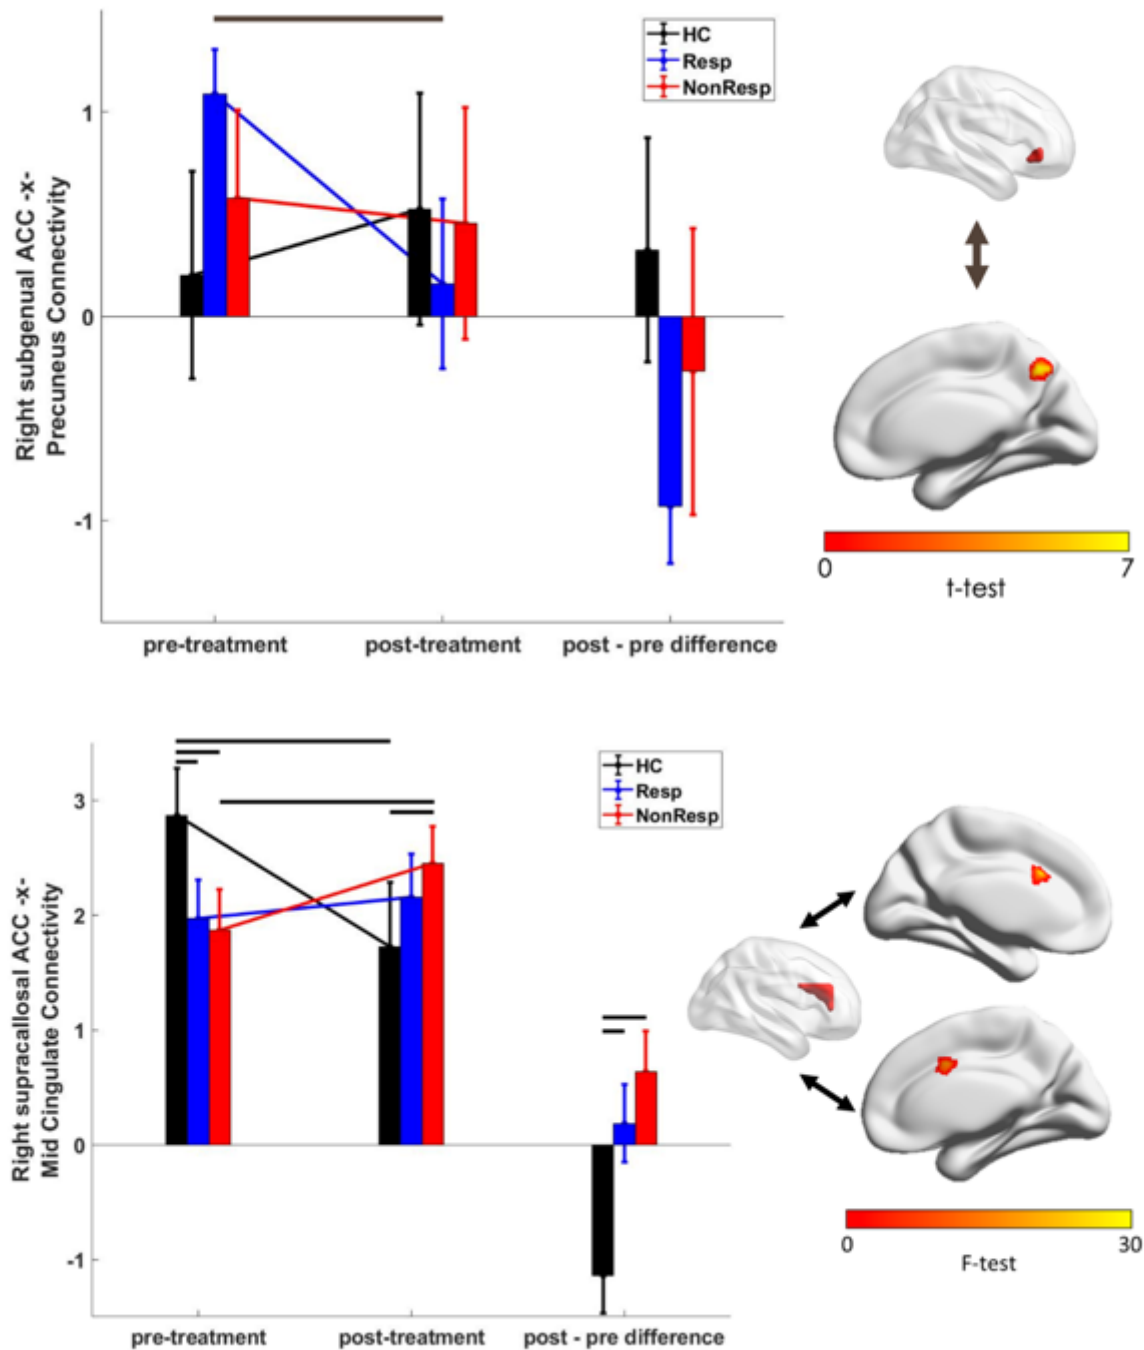 HC
Resp
NonResp
1
0
-1
Right subgenual ACC -x-
Precuneus Connectivity
pre-treatment
post-treatment
post - pre difference
0
7
t-test
HC
Resp
NonResp
3
2
1
0
-1
Right supracallosal ACC -x-
Mid Cingulate Connectivity
pre-treatment
post-treatment
post - pre difference
0
30
F-test